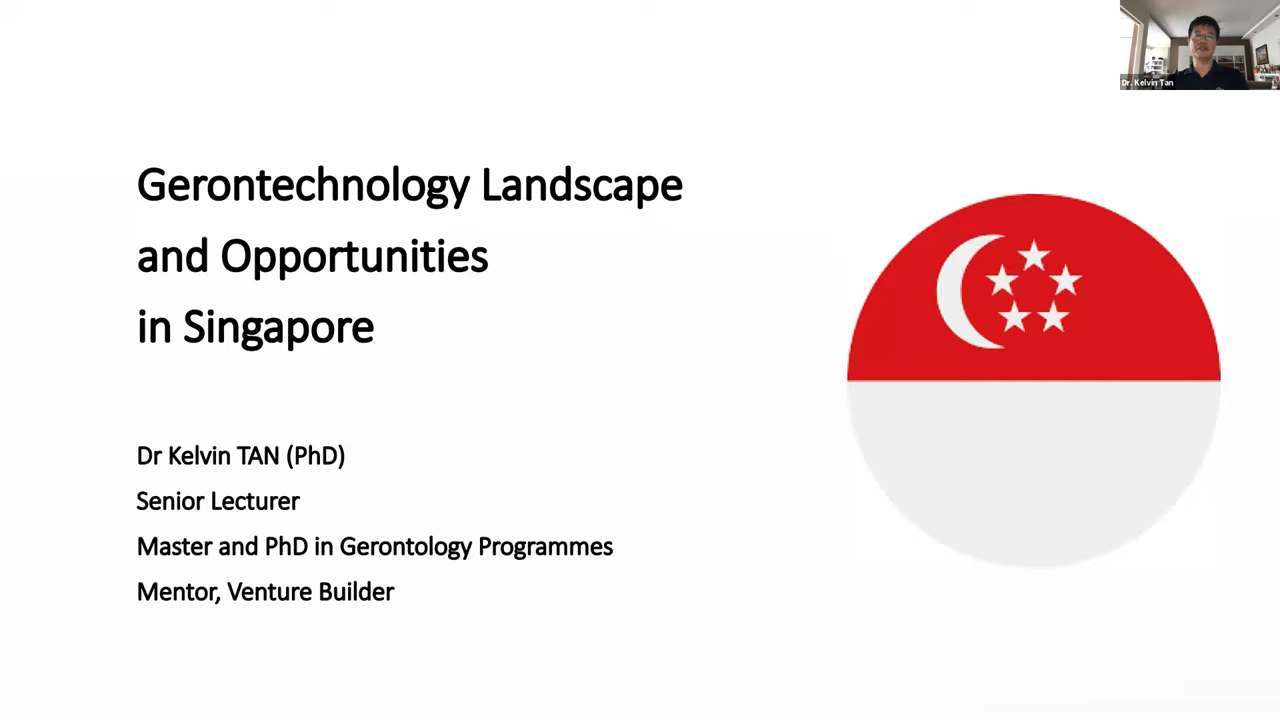 Dr. Kelvin Tan
Gerontechnology Landscape
and Opportunities
in Singapore
Dr Kelvin TAN (PhD)
Senior Lecturer
Master and PhD in Gerontology Programmes
Mentor, Venture Builder